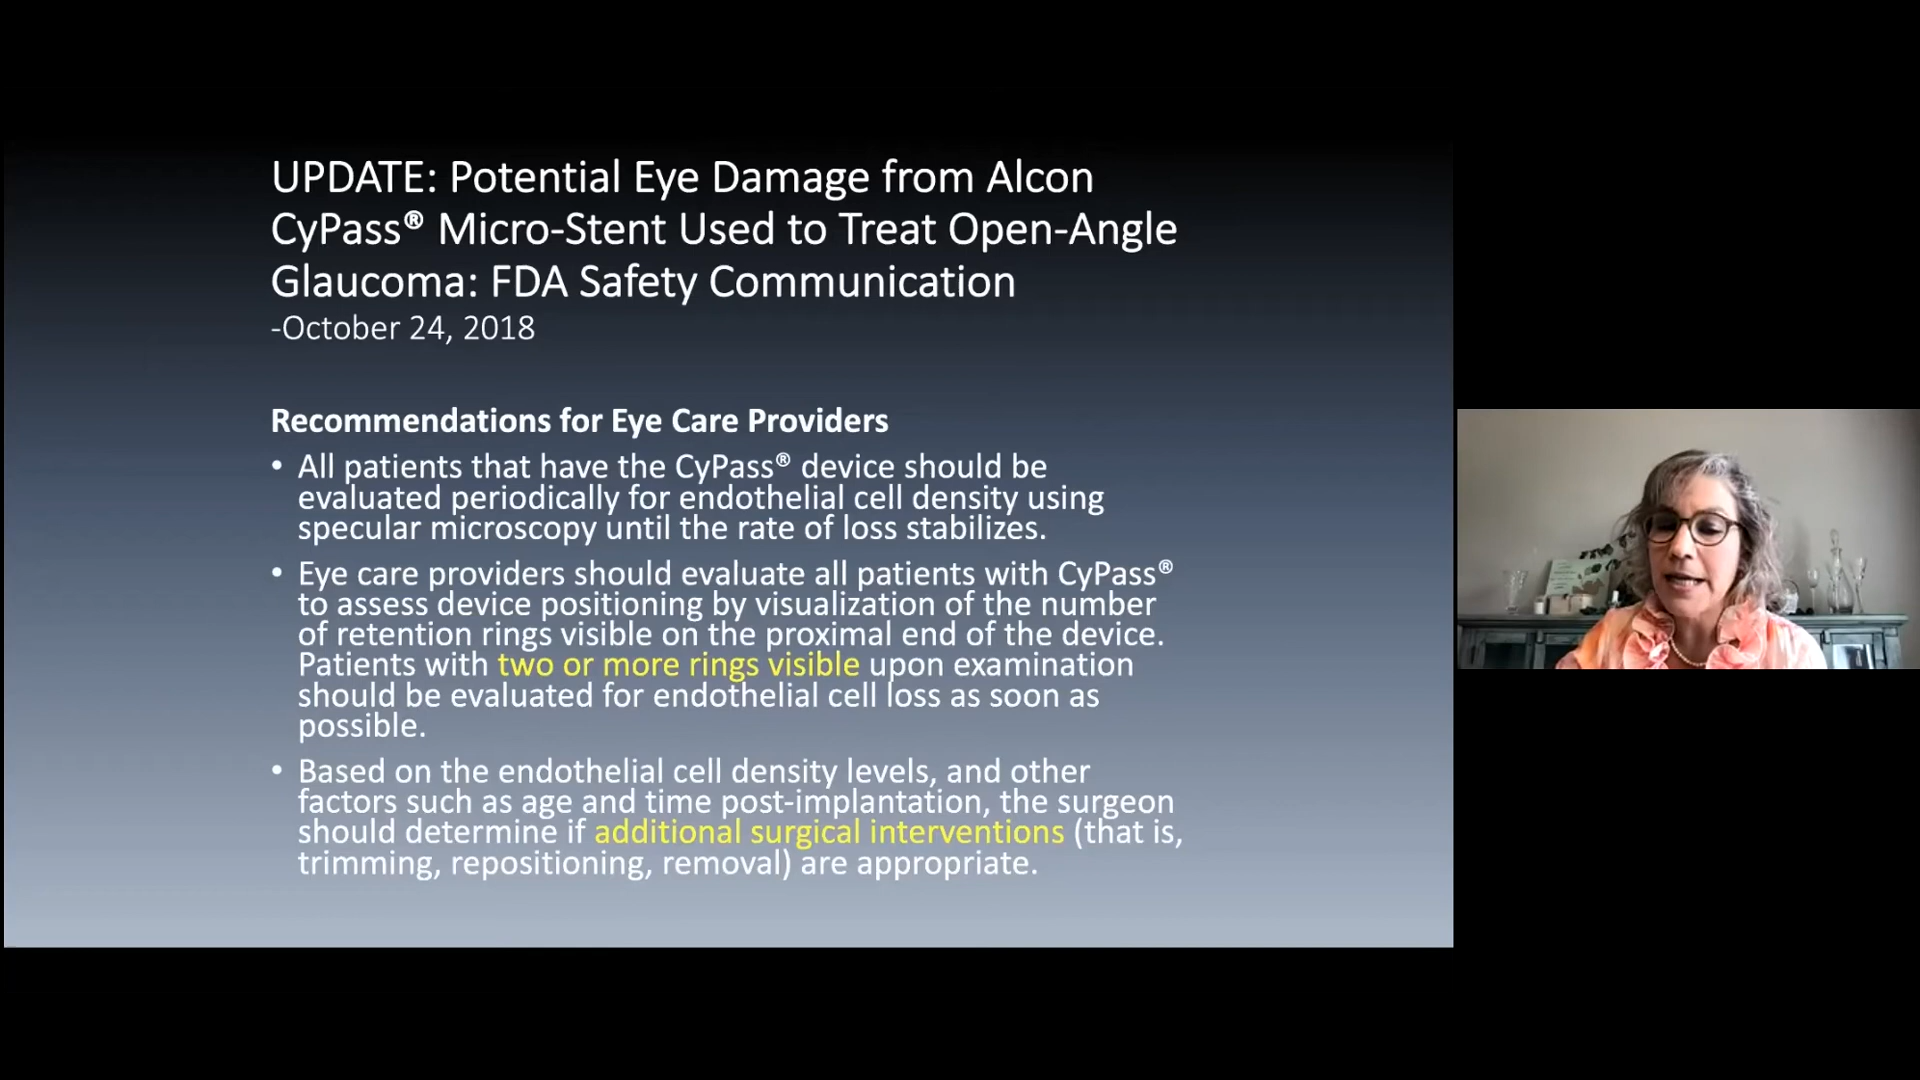 UPDATE: Potential Eye Damage from Alcon
CyPass® Micro-Stent Used to Treat Open-Angle
Glaucoma: FDA Safety Communication
-October 24, 2018
Recommendations for Eye Care Providers
• All patients that have the CyPass® device should be
evaluated periodically for endothelial cell density using
specular microscopy until the rate of loss stabilizes.
• Eye care providers should evaluate all patients with CyPass®
to assess device positioning by visualization of the number
of retention rings visible on the proximal end of the device.
Patients with two or more rings visible upon examination
should be evaluated for endothelial cell loss as soon as
possible.
• Based on the endothelial cell density levels, and other
factors such as age and time post-implantation, the surgeon
should determine if additional surgical interventions (that is,
trimming, repositioning, removal) are appropriate.